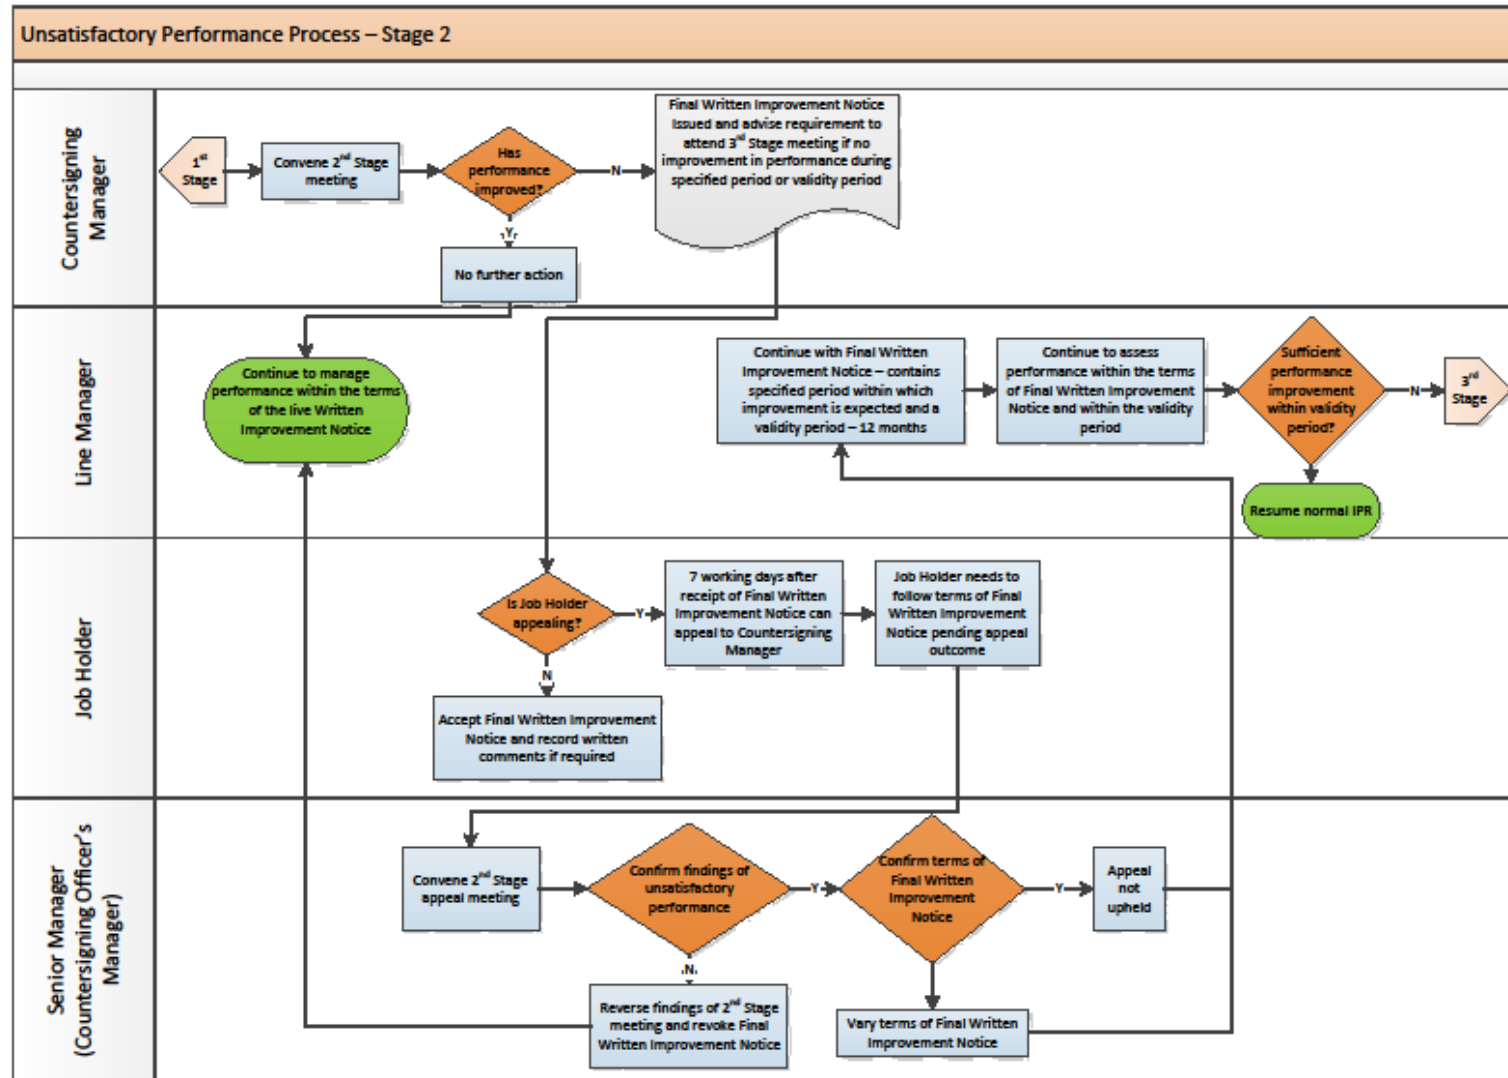 Unsatisfactory Performance Process – Stage 2
Countersigning
Manager
1st
Stage
Convene 2nd Stage
meeting
Has
performance
improved?
N
Y
Final Written Improvement Notice
Issued and advise requirement to
attend 3rd Stage meeting if no
improvement in performance during
specified period or validity period
No further action
Line Manager
Continue to manage
performance within the terms
of the live Written
Improvement Notice
Continue with Final Written
Improvement Notice – contains
specified period within which
improvement is expected and a
validity period – 12 months
Continue to assess
performance within the terms
of Final Written Improvement
Notice and within the validity
period
Sufficient
performance
improvement
within validity
period?
N
3rd
Stage
Resume normal IPR
Job Holder
Is Job Holder
appealing?
Y
N
7 working days after
receipt of Final Written
Improvement Notice can
appeal to Countersigning
Manager
Job Holder needs to
follow terms of Final
Written Improvement
Notice pending appeal
outcome
Accept Final Written Improvement
Notice and record written
comments if required
Senior Manager
(Countersigning Officer's
Manager)
Convene 2nd Stage
appeal meeting
Confirm findings of
unsatisfactory
performance
Y
N
Confirm terms of
Final Written
Improvement
Notice
Y
Appeal
not
upheld
Reverse findings of 2nd Stage
meeting and revoke Final
Written Improvement Notice
Vary terms of Final Written
Improvement Notice